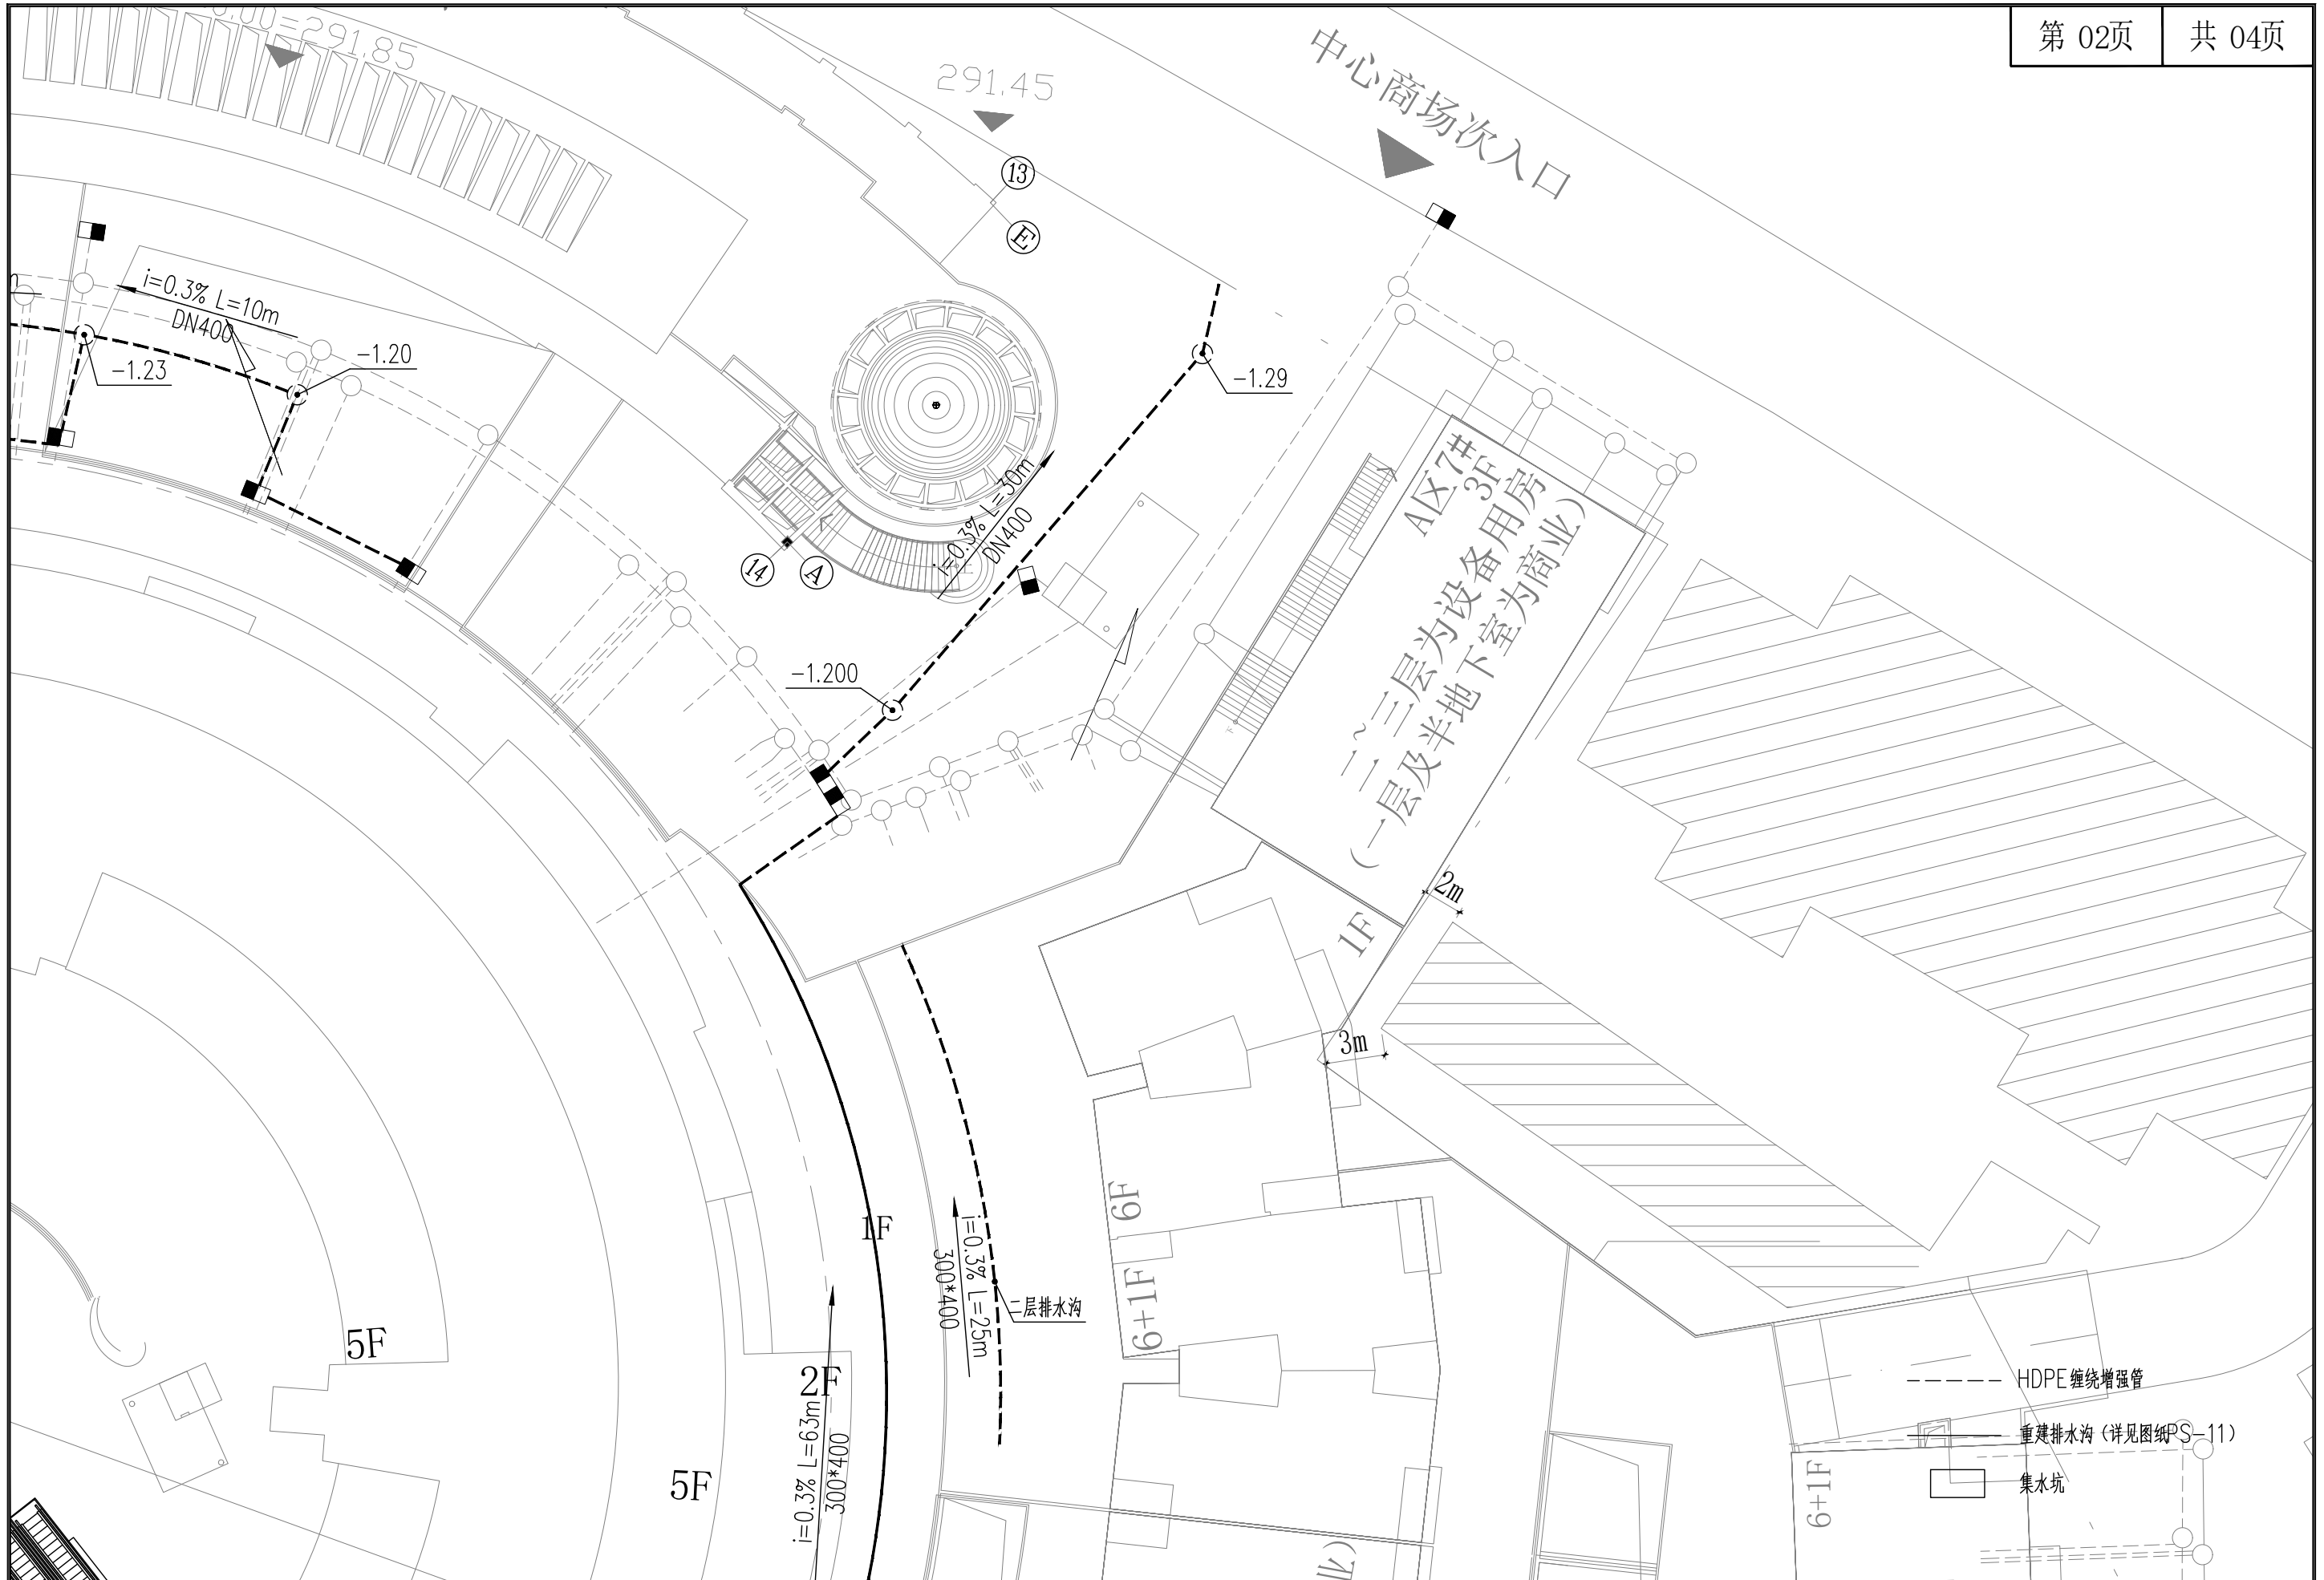 第 02页
共 04页
=291.85
291.45
中心商场次入口
13
E
i=0.3% L=10m
DN400
-1.23
-1.20
-1.29
i=0.3% L=30m
DN400
14
A
-1.200
A区7#
3F
二~三层为设备用房
(一层及半地下室为商业)
2m
1F
3m
6F
6+1F
1F
i=0.3% L=25m
300*400
二层排水沟
5F
2F
i=0.3% L=63m
300*400
5F
HDPE缠绕增强管
重建排水沟（详见图纸PS-11）
集水坑
6+1F
业)